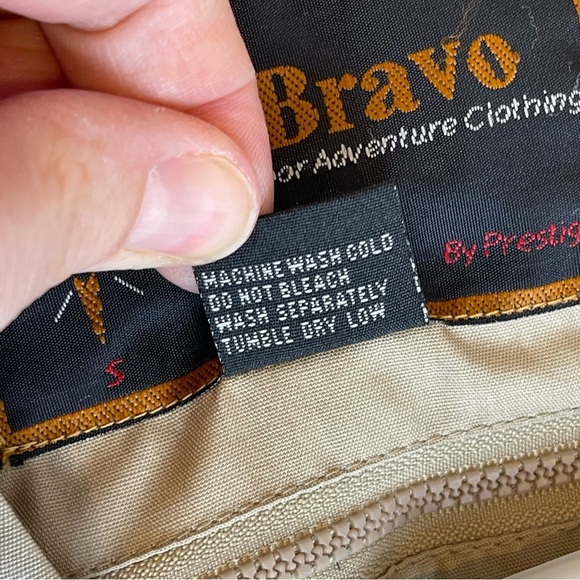 Bravo
or Adventure Clothing
By Prestig
MACHINE WASH COLD
DO NOT BLEACH
WASH SEPARATELY
TUMBLE DRY LOW
S